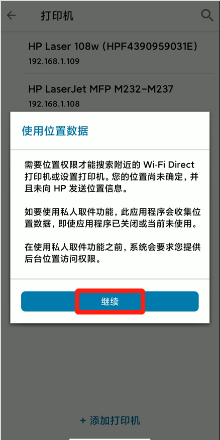 打印机
HP Laser 108w (HPF4390959031E)
192.168.1.109
HP LaserJet MFP M232-M237
192.168.1.108
使用位置数据
需要位置权限才能搜索附近的 Wi-Fi Direct
打印机或设置打印机。您的位置尚未确定，并
且未向 HP 发送位置信息。
如要使用私人取件功能，此应用程序会收集位
置数据，即使应用程序已关闭或当前未使用。
在使用私人取件功能之前，系统会要求您提供
后台位置访问权限。
继续
+ 添加打印机